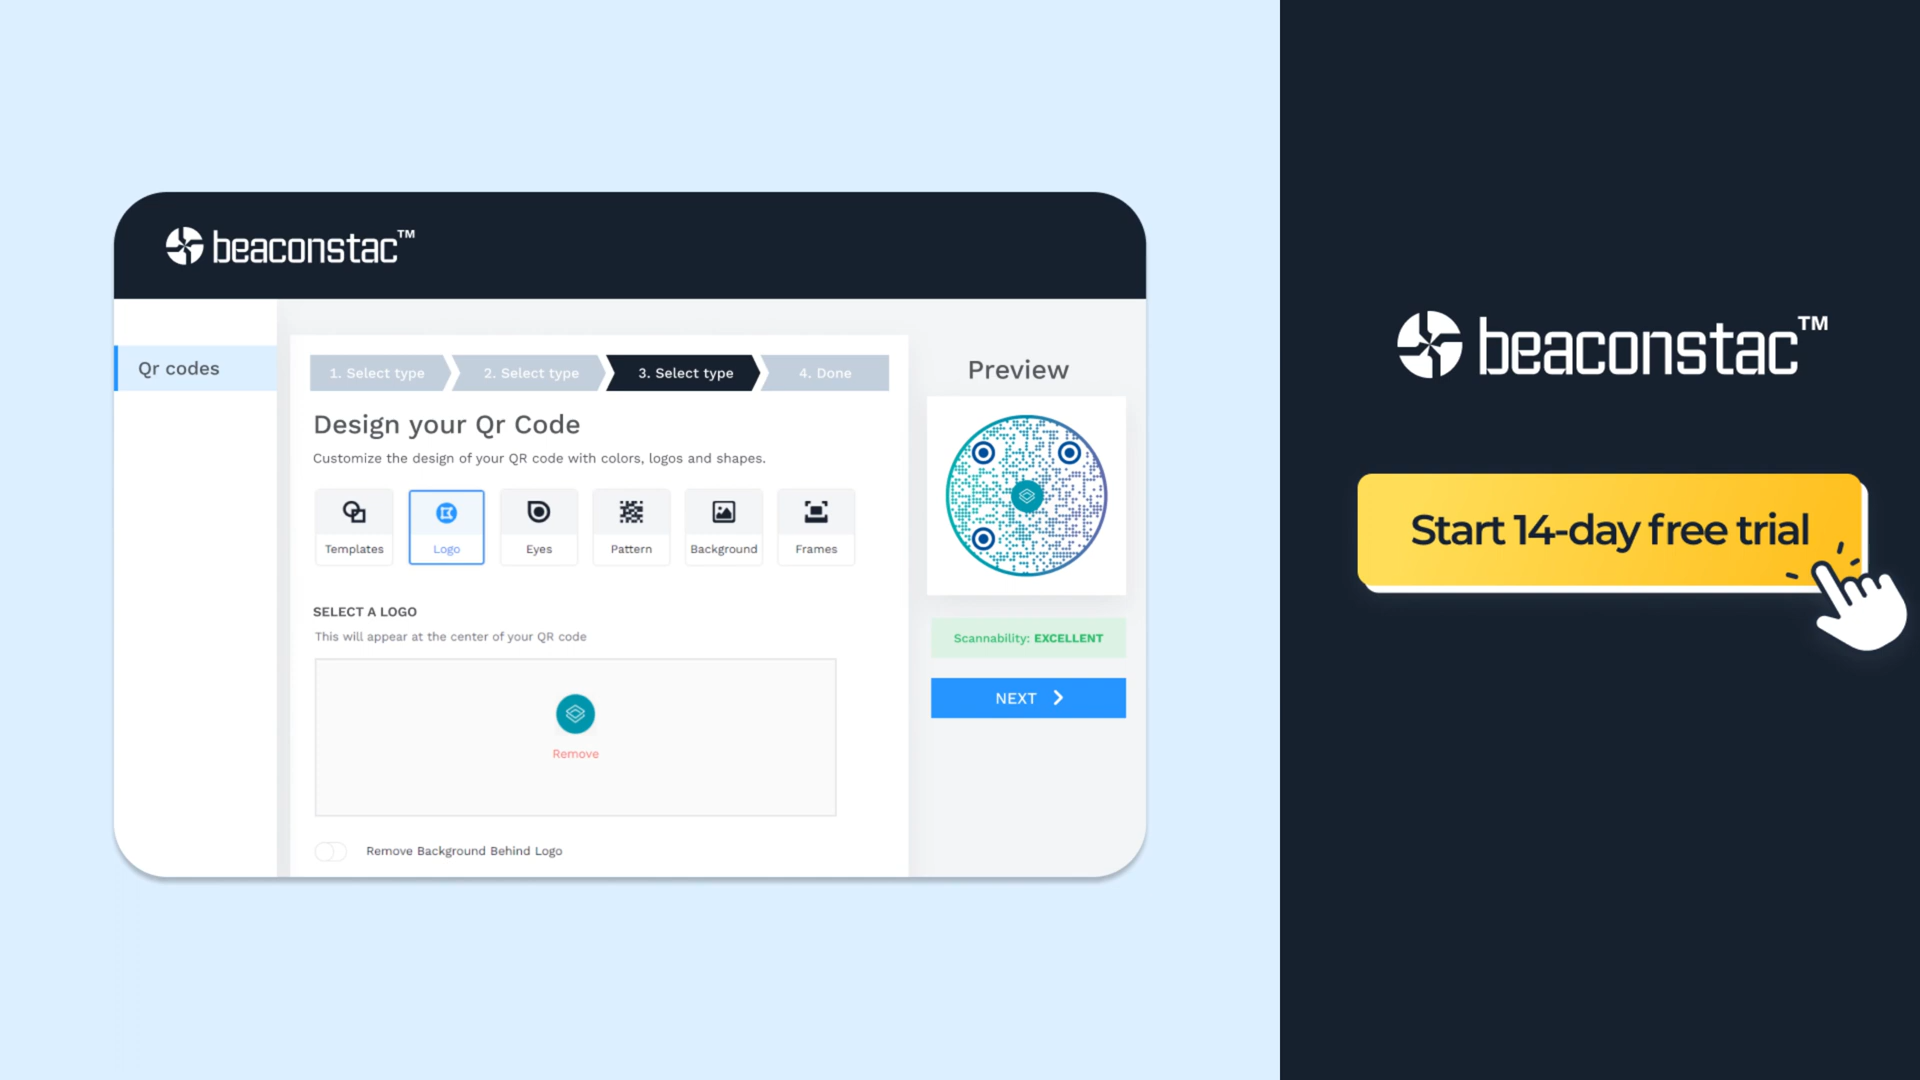 beaconstac™
Qr codes
1. Select type
2. Select type
3. Select type
4. Done
Design your Qr Code
Customize the design of your QR code with colors, logos and shapes.
Templates
Logo
Eyes
Pattern
Background
Frames
SELECT A LOGO
This will appear at the center of your QR code
Remove
Remove Background Behind Logo
Preview
Scannability: EXCELLENT
NEXT
beaconstac™
Start 14-day free trial